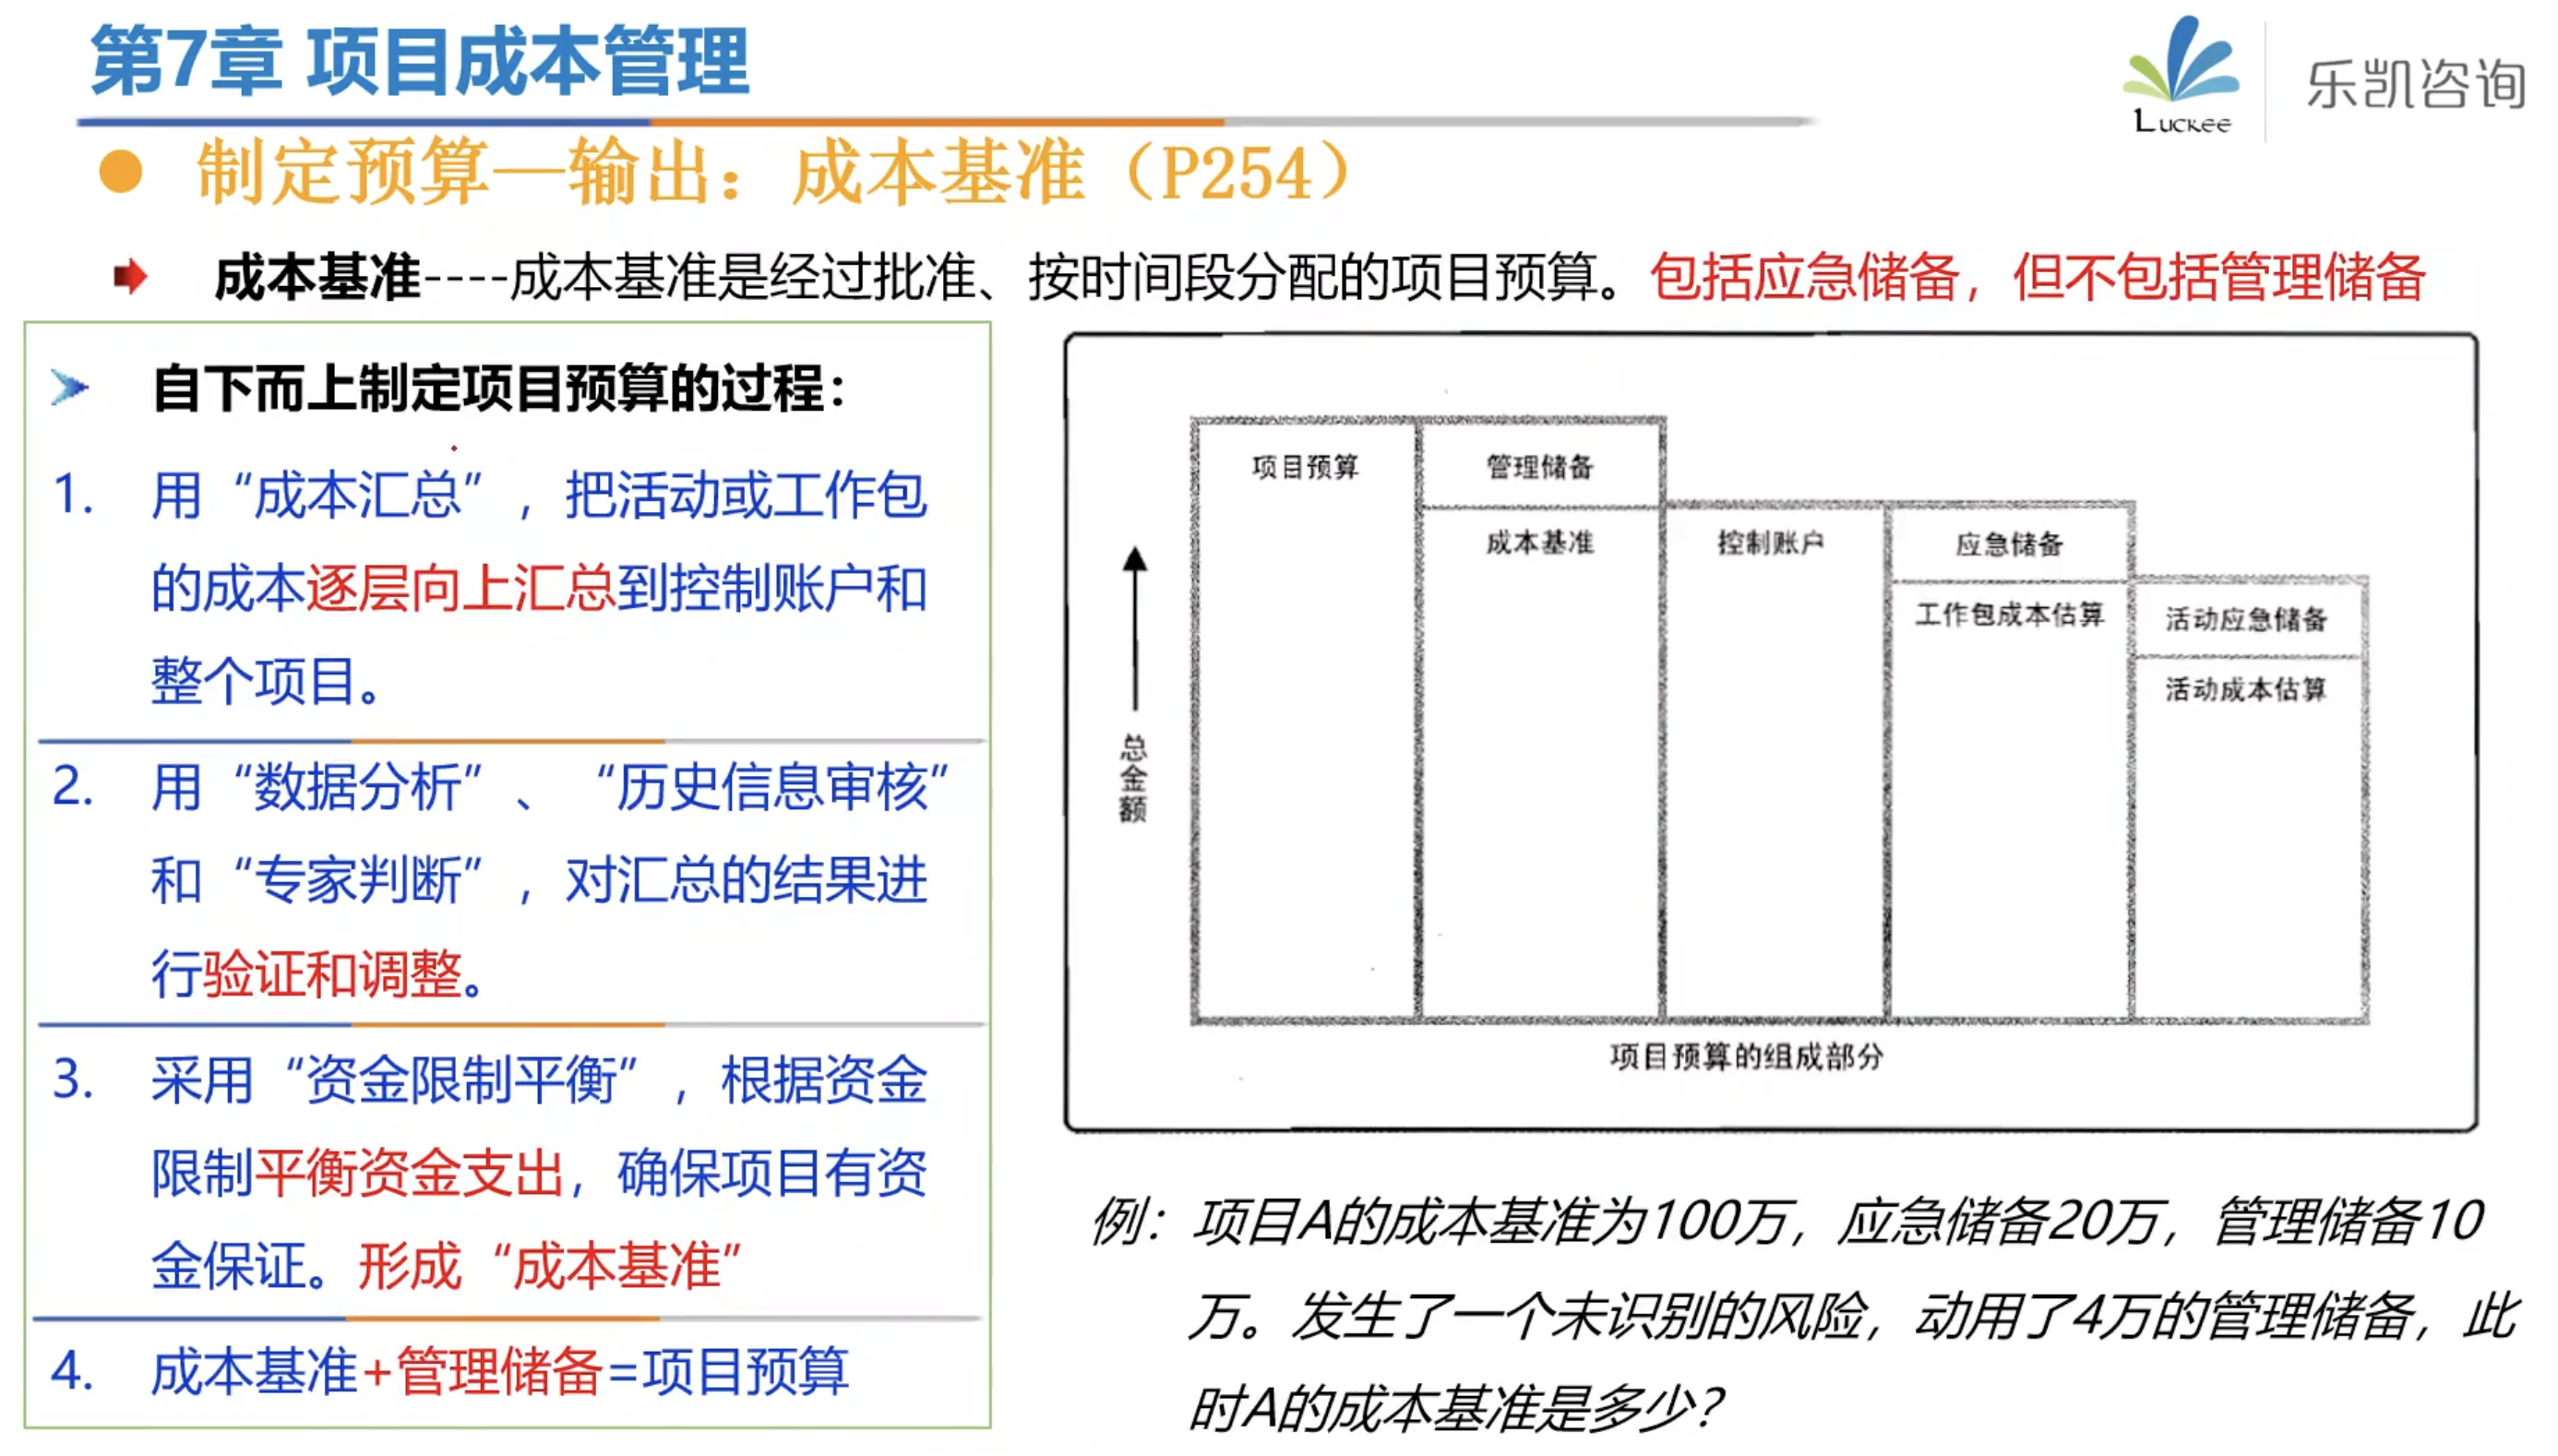 第7章 项目成本管理
LUCKEE
乐凯咨询
制定预算—输出：成本基准（P254）
成本基准----成本基准是经过批准、按时间段分配的项目预算。包括应急储备，但不包括管理储备
自下而上制定项目预算的过程：
1. 用“成本汇总”，把活动或工作包
的成本逐层向上汇总到控制账户和
整个项目。
2. 用“数据分析”、“历史信息审核”
和“专家判断”，对汇总的结果进
行验证和调整。
3. 采用“资金限制平衡”，根据资金
限制平衡资金支出，确保项目有资
金保证。形成“成本基准”
4. 成本基准+管理储备=项目预算
项目预算
管理储备
成本基准
控制账户
应急储备
工作包成本估算
活动应急储备
活动成本估算
总金额
项目预算的组成部分
例：项目A的成本基准为100万，应急储备20万，管理储备10
万。发生了一个未识别的风险，动用了4万的管理储备，此
时A的成本基准是多少？